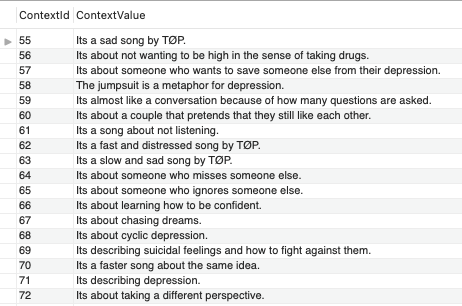 ContextId ContextValue
55 Its a sad song by TØP.
56 Its about not wanting to be high in the sense of taking drugs.
57 Its about someone who wants to save someone else from their depression.
58 The jumpsuit is a metaphor for depression.
59 Its almost like a conversation because of how many questions are asked.
60 Its about a couple that pretends that they still like each other.
61 Its a song about not listening.
62 Its a fast and distressed song by TØP.
63 Its a slow and sad song by TØP.
64 Its about someone who misses someone else.
65 Its about someone who ignores someone else.
66 Its about learning how to be confident.
67 Its about chasing dreams.
68 Its about cyclic depression.
69 Its describing suicidal feelings and how to fight against them.
70 Its a faster song about the same idea.
71 Its describing depression.
72 Its about taking a different perspective.